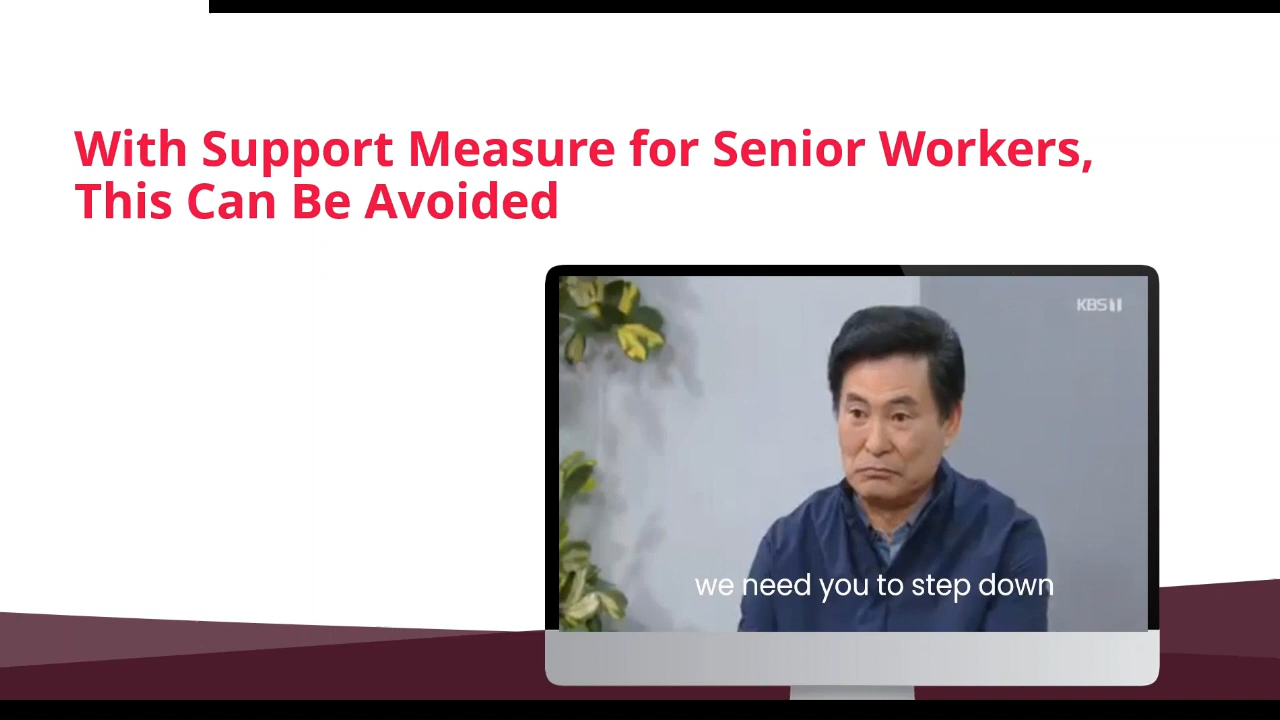 With Support Measure for Senior Workers,
This Can Be Avoided
KBS
we need you to step down